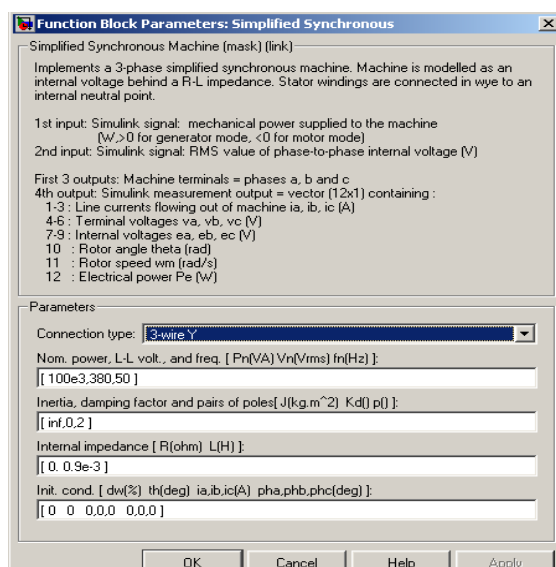 Function Block Parameters: Simplified Synchronous
Simplified Synchronous Machine (mask) (link)
Implements a 3-phase simplified synchronous machine. Machine is modelled as an
internal voltage behind a R-L impedance. Stator windings are connected in wye to an
internal neutral point.
1st input: Simulink signal: mechanical power supplied to the machine
(W,>0 for generator mode, <0 for motor mode)
2nd input: Simulink signal: RMS value of phase-to-phase internal voltage (V)
First 3 outputs: Machine terminals = phases a, b and c
4th output: Simulink measurement output = vector (12x1) containing :
1-3 : Line currents flowing out of machine ia, ib, ic (A)
4-6 : Terminal voltages va, vb, vc (V)
7-9 : Internal voltages ea, eb, ec (V)
10 : Rotor angle theta (rad)
11 : Rotor speed wm (rad/s)
12 : Electrical power Pe (W)
Parameters
Connection type: 3-wire Y
Nom. power, L-L volt., and freq. [ Pn(VA) Vn(Vrms) fn(Hz) ]:
[ 100e3,380,50 ]
Inertia, damping factor and pairs of poles[ J(kg.m^2) Kd() p() ]:
[ inf,0,2 ]
Internal impedance [ R(ohm) L(H) ]:
[ 0. 0.9e-3 ]
Init. cond. [ dw(%) th(deg) ia,ib,ic(A) pha,phb,phc(deg) ]:
[ 0 0 0,0,0 0,0,0 ]
OK Cancel Help Apply